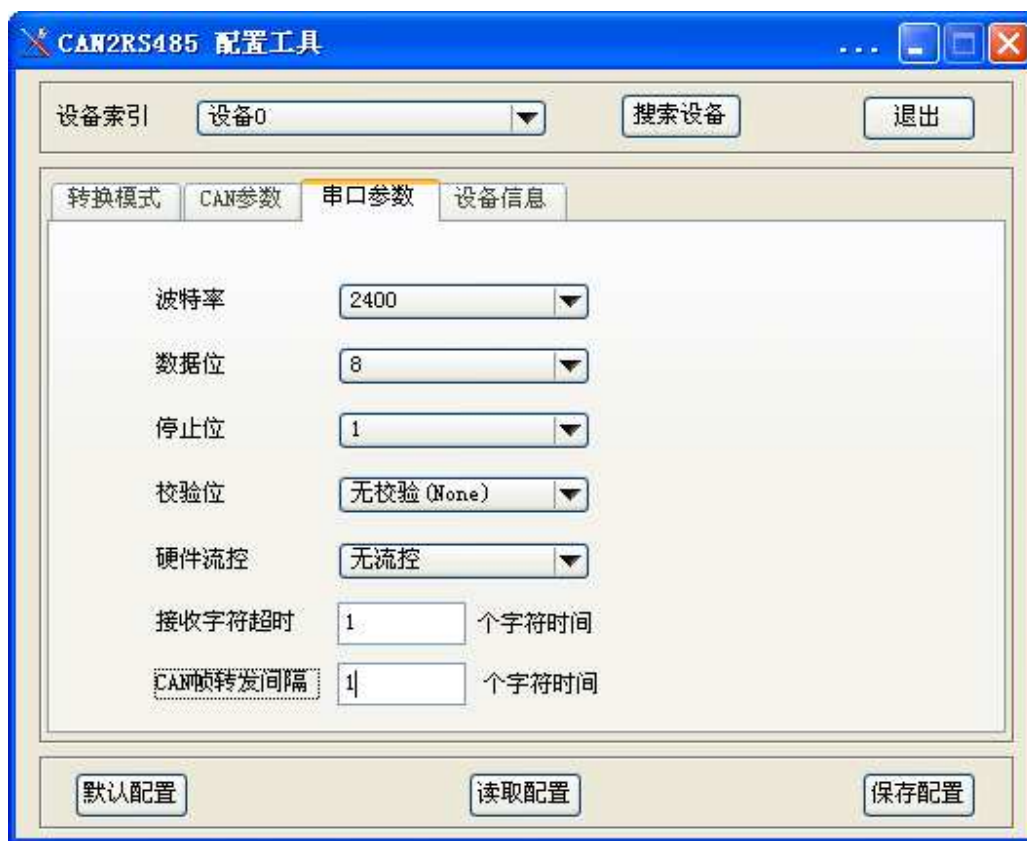 CAN2RS485 配置工具 ...
设备索引 设备0 搜索设备 退出
转换模式 CAN参数 串口参数 设备信息
波特率 2400
数据位 8
停止位 1
校验位 无校验(None)
硬件流控 无流控
接收字符超时 1 个字符时间
CAN帧转发间隔 1 个字符时间
默认配置 读取配置 保存配置